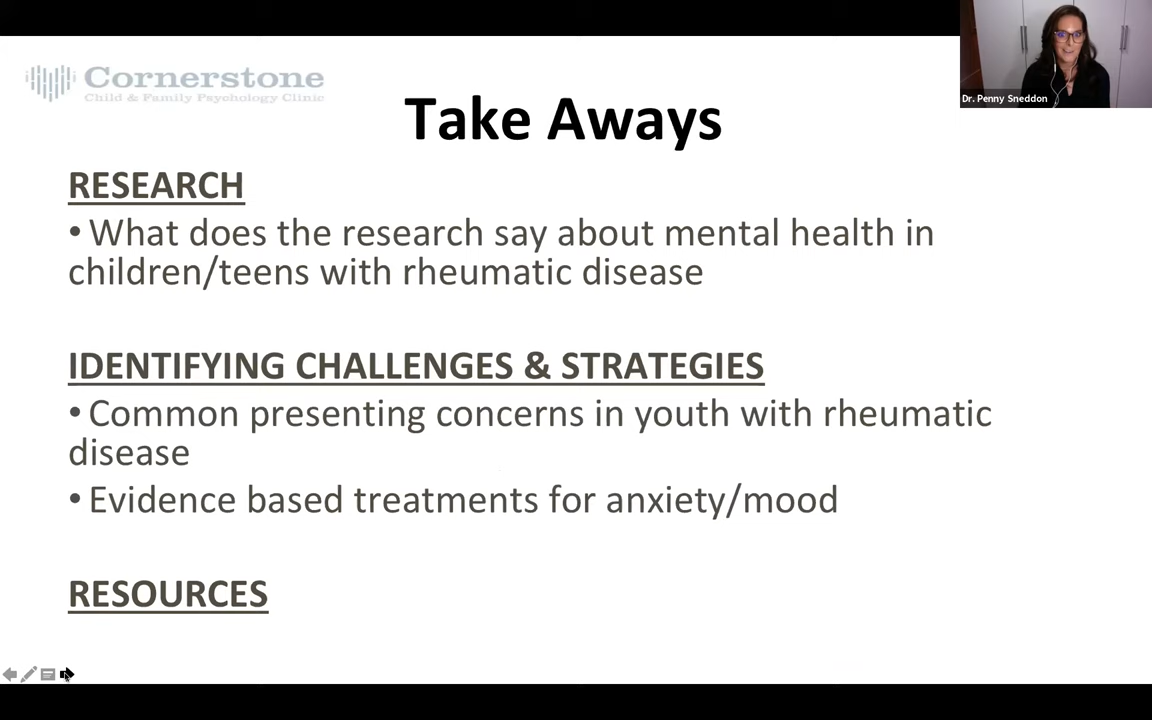 Cornerstone
Child & Family Psychology Clinic
Dr. Penny Sneddon
Take Aways
RESEARCH
• What does the research say about mental health in
children/teens with rheumatic disease
IDENTIFYING CHALLENGES & STRATEGIES
• Common presenting concerns in youth with rheumatic
disease
• Evidence based treatments for anxiety/mood
RESOURCES